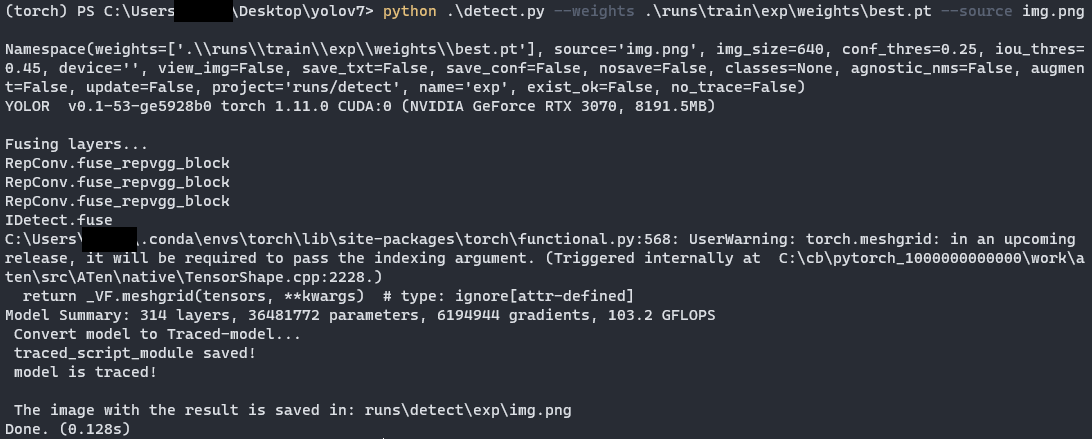 (torch) PS C:\Users\Desktop\yolov7> python .\detect.py --weights .\runs\train\exp\weights\best.pt --source img.png
Namespace(weights=['.\\runs\\train\\exp\\weights\\best.pt'], source='img.png', img_size=640, conf_thres=0.25, iou_thres=
0.45, device='', view_img=False, save_txt=False, save_conf=False, nosave=False, classes=None, agnostic_nms=False, augmen
t=False, update=False, project='runs/detect', name='exp', exist_ok=False, no_trace=False)
YOLOR  v0.1-53-ge5928b0 torch 1.11.0 CUDA:0 (NVIDIA GeForce RTX 3070, 8191.5MB)
Fusing layers...
RepConv.fuse_repvgg_block
RepConv.fuse_repvgg_block
RepConv.fuse_repvgg_block
IDetect.fuse
C:\Users\\.conda\envs\torch\lib\site-packages\torch\functional.py:568: UserWarning: torch.meshgrid: in an upcoming
release, it will be required to pass the indexing argument. (Triggered internally at  C:\cb\pytorch_1000000000000\work\a
ten\src\ATen\native\TensorShape.cpp:2228.)
  return _VF.meshgrid(tensors, **kwargs)  # type: ignore[attr-defined]
Model Summary: 314 layers, 36481772 parameters, 6194944 gradients, 103.2 GFLOPS
 Convert model to Traced-model...
 traced_script_module saved!
 model is traced!
 The image with the result is saved in: runs\detect\exp\img.png
Done. (0.128s)